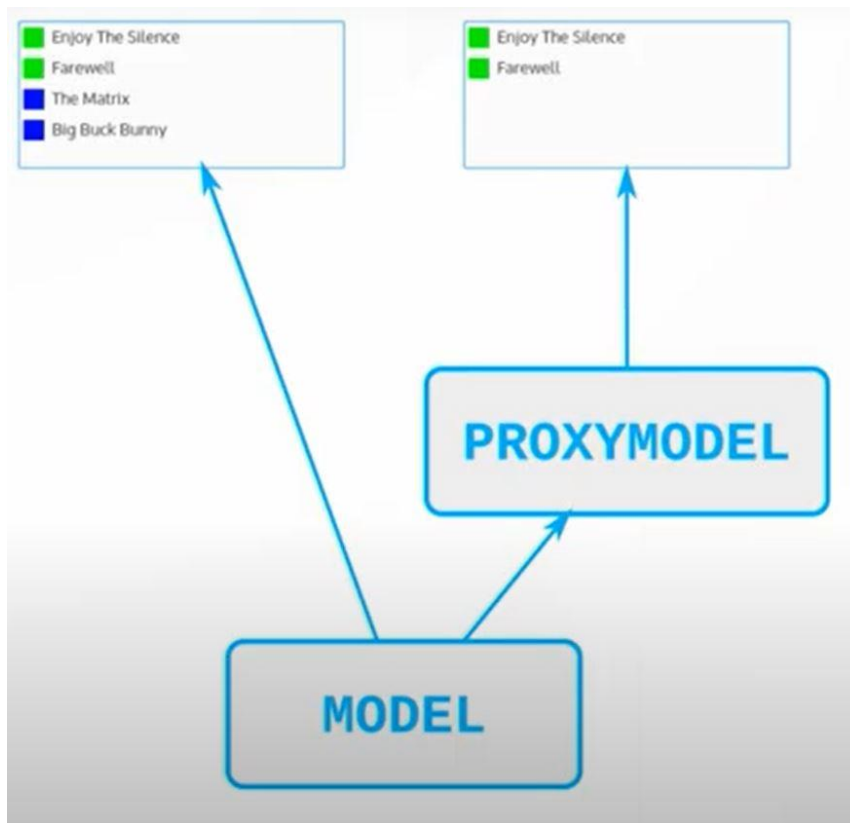 Enjoy The Silence
Farewell
The Matrix
Big Buck Bunny
Enjoy The Silence
Farewell
PROXYMODEL
MODEL